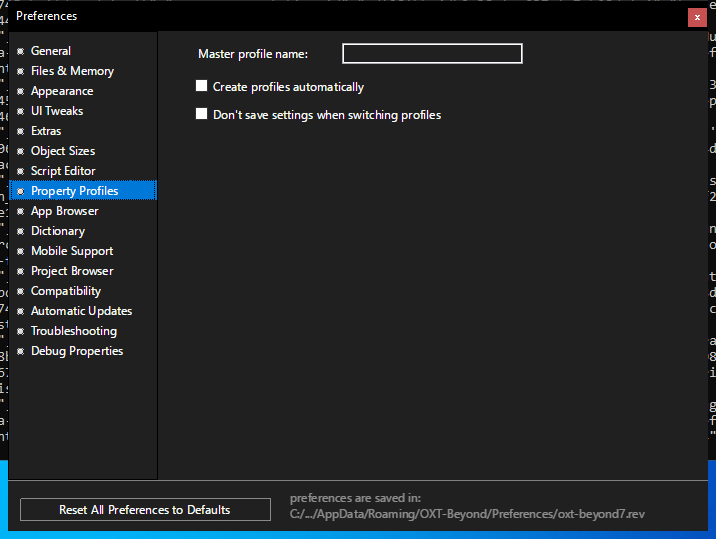 Preferences
x
General
Files & Memory
Appearance
UI Tweaks
Extras
Object Sizes
Script Editor
Property Profiles
App Browser
Dictionary
Mobile Support
Project Browser
Compatibility
Automatic Updates
Troubleshooting
Debug Properties
Master profile name:
Create profiles automatically
Don't save settings when switching profiles
Reset All Preferences to Defaults
preferences are saved in:
C:/.../AppData/Roaming/OXT-Beyond/Preferences/oxt-beyond7.rev